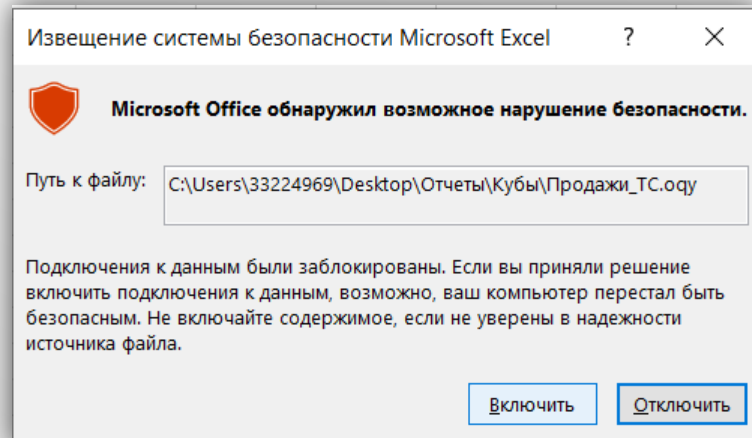 Извещение системы безопасности Microsoft Excel ? ✕
Microsoft Office обнаружил возможное нарушение безопасности.
Путь к файлу: C:\Users\33224969\Desktop\Отчеты\Кубы\Продажи_ТС.oqy
Подключения к данным были заблокированы. Если вы приняли решение
включить подключения к данным, возможно, ваш компьютер перестал быть
безопасным. Не включайте содержимое, если не уверены в надежности
источника файла.
Включить Отключить